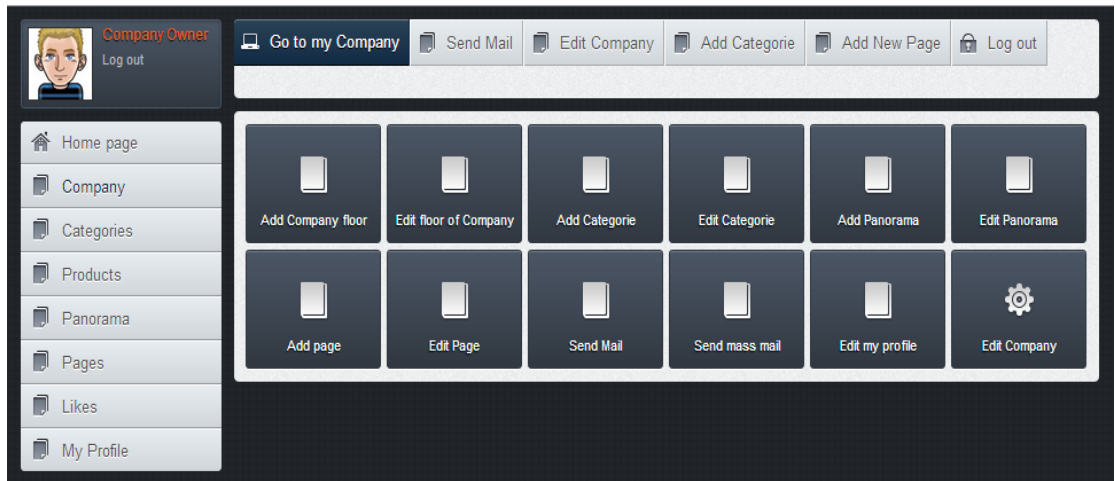 Company Owner
Log out
Go to my Company
Send Mail
Edit Company
Add Categorie
Add New Page
Log out
Home page
Company
Categories
Products
Panorama
Pages
Likes
My Profile
Add Company floor
Edit floor of Company
Add Categorie
Edit Categorie
Add Panorama
Edit Panorama
Add page
Edit Page
Send Mail
Send mass mail
Edit my profile
Edit Company